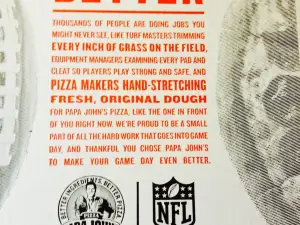 BETTER
THOUSANDS OF PEOPLE ARE DOING JOBS YOU
MIGHT NEVER SEE, LIKE TURF MASTERS TRIMMING
EVERY INCH OF GRASS ON THE FIELD,
EQUIPMENT MANAGERS EXAMINING EVERY PAD AND
CLEAT SO PLAYERS PLAY STRONG AND SAFE, AND
PIZZA MAKERS HAND-STRETCHING
FRESH, ORIGINAL DOUGH
FOR PAPA JOHN'S PIZZA, LIKE THE ONE IN FRONT
OF YOU RIGHT NOW. WE'RE PROUD TO BE A SMALL
PART OF ALL THE HARD WORK THAT GOES INTO GAME
DAY, AND THANKFUL YOU CHOSE PAPA JOHN'S
TO MAKE YOUR GAME DAY EVEN BETTER.
BETTER INGREDIENTS. BETTER PIZZA.
PIZZA
PAPA JOHN
NFL